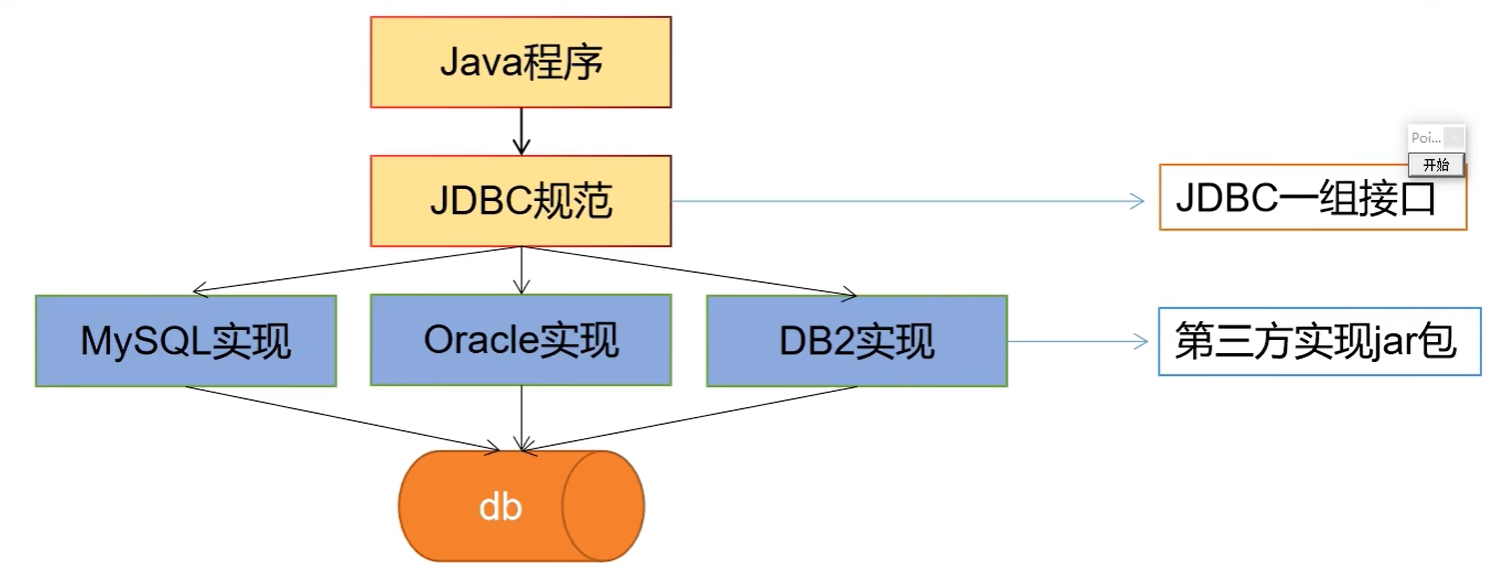 Java程序
Poi...
开始
JDBC规范
JDBC一组接口
MySQL实现
Oracle实现
DB2实现
第三方实现jar包
db